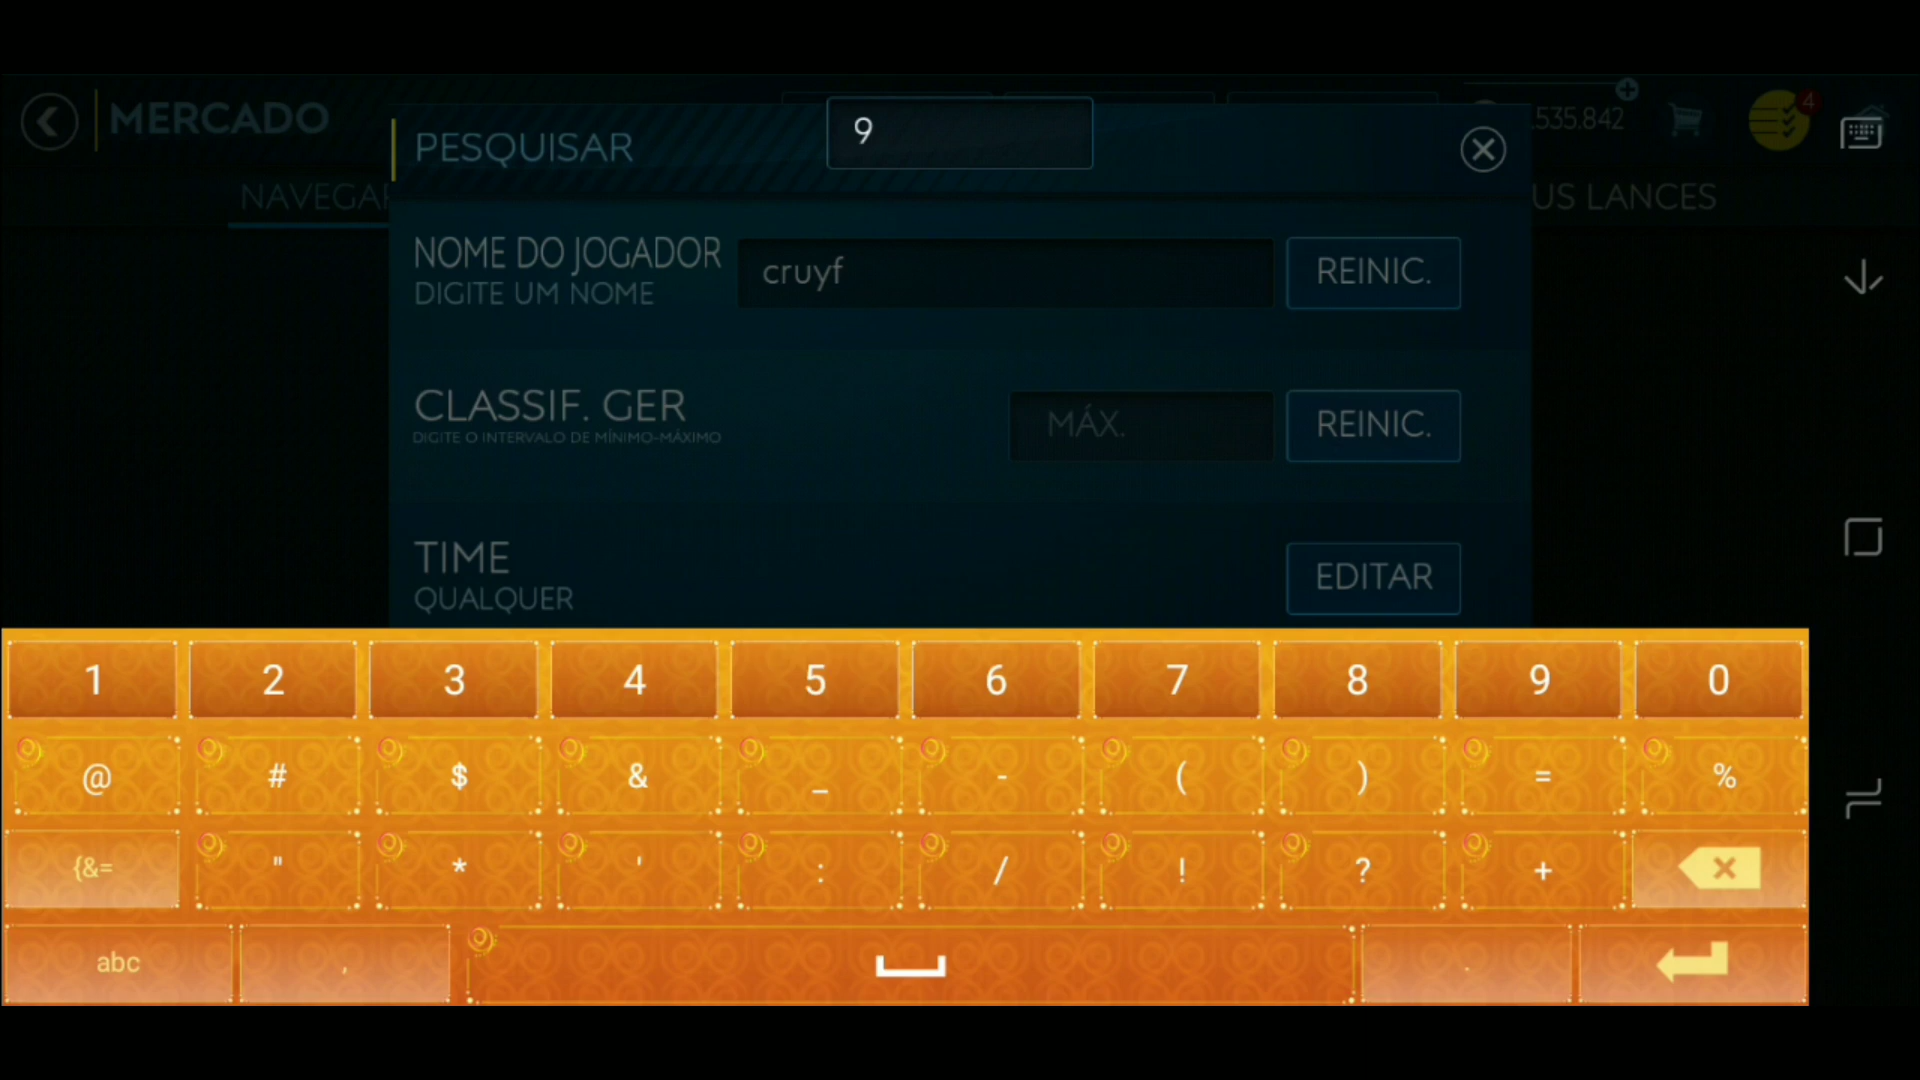 MERCADO
.535.842
4
NAVEGAR
US LANCES
PESQUISAR
9
NOME DO JOGADOR
DIGITE UM NOME
cruyf
REINIC.
CLASSIF. GER
DIGITE O INTERVALO DE MÍNIMO-MÁXIMO
MÁX.
REINIC.
TIME
QUALQUER
EDITAR
1 2 3 4 5 6 7 8 9 0
@ # $ & _ - ( ) = %
{&= " * ' : / ! ? +
abc , .